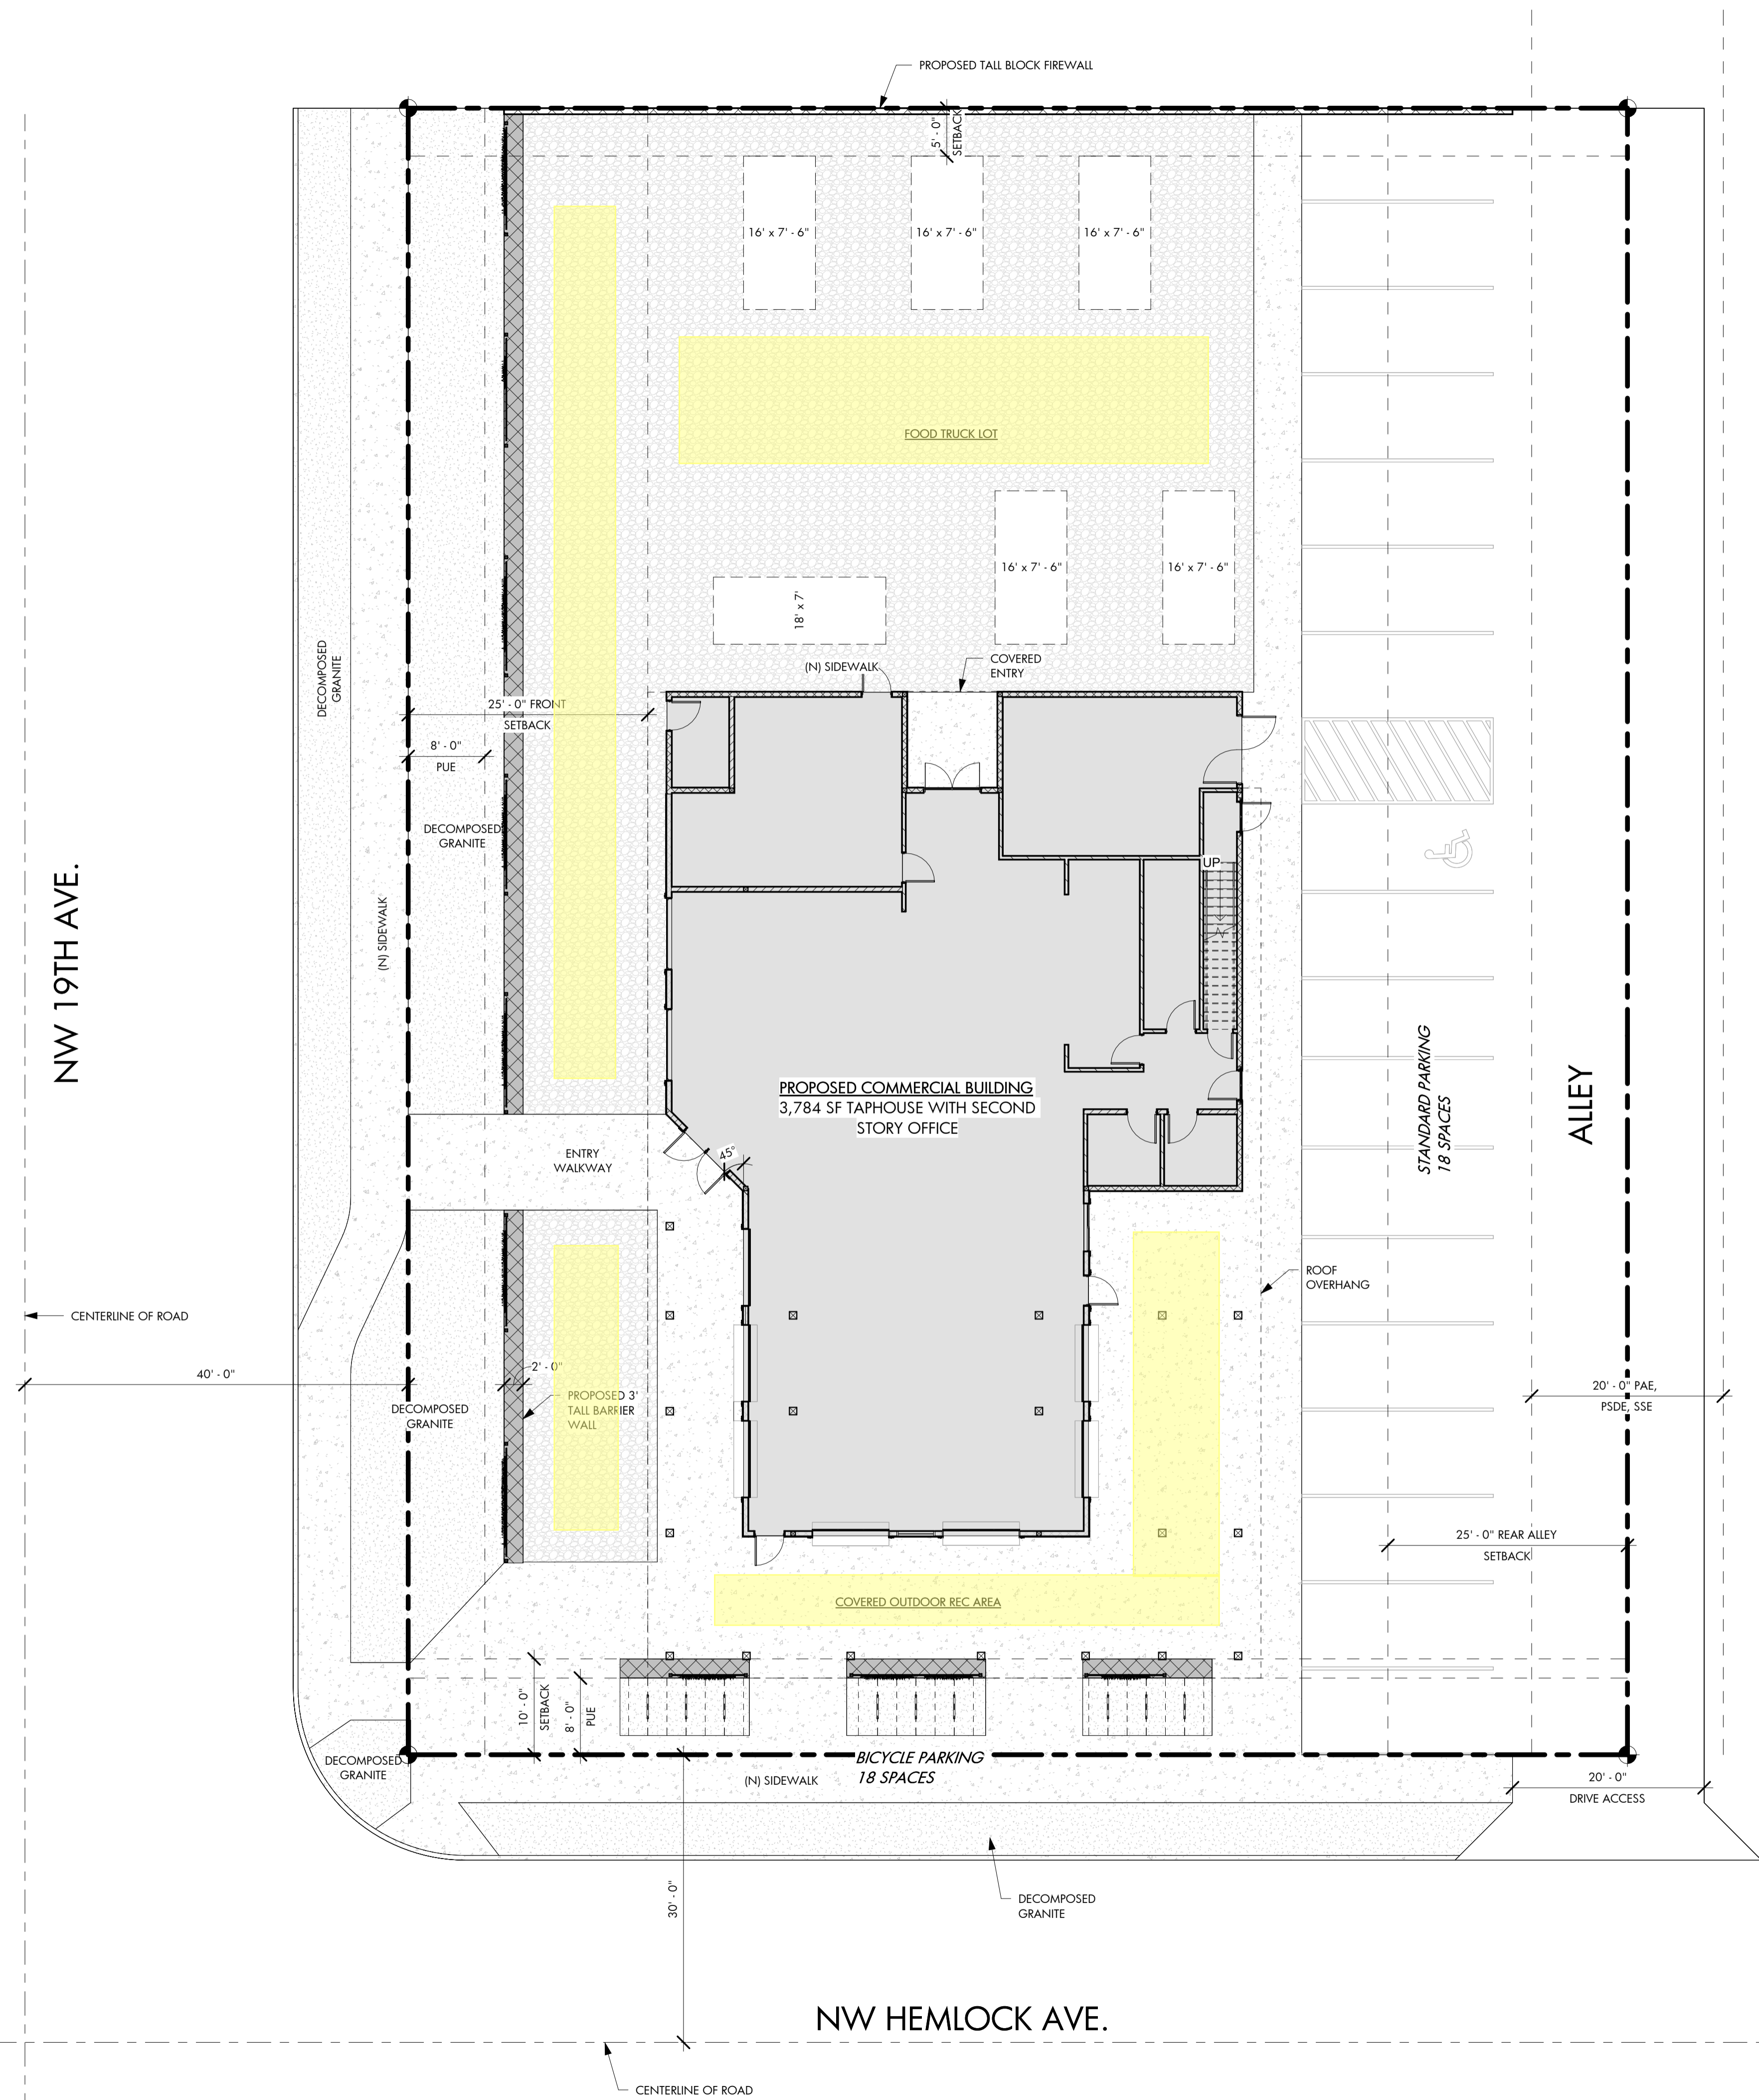 PROPOSED TALL BLOCK FIREWALL
5' - 0"
SETBACK
16' x 7' - 6"
16' x 7' - 6"
16' x 7' - 6"
FOOD TRUCK LOT
16' x 7' - 6"
16' x 7' - 6"
18' x 7'
(N) SIDEWALK
COVERED
ENTRY
DECOMPOSED
GRANITE
25' - 0" FRONT
SETBACK
8' - 0"
PUE
DECOMPOSED
GRANITE
UP
NW 19TH AVE.
(N) SIDEWALK
PROPOSED COMMERCIAL BUILDING
3,784 SF TAPHOUSE WITH SECOND
STORY OFFICE
STANDARD PARKING
18 SPACES
ALLEY
ENTRY
WALKWAY
45°
ROOF
OVERHANG
CENTERLINE OF ROAD
40' - 0"
2' - 0"
PROPOSED 3'
TALL BARRIER
WALL
DECOMPOSED
GRANITE
20' - 0" PAE,
PSDE, SSE
25' - 0" REAR ALLEY
SETBACK
COVERED OUTDOOR REC AREA
10' - 0"
SETBACK
8' - 0"
PUE
DECOMPOSED
GRANITE
BICYCLE PARKING
18 SPACES
(N) SIDEWALK
20' - 0"
DRIVE ACCESS
30' - 0"
DECOMPOSED
GRANITE
NW HEMLOCK AVE.
CENTERLINE OF ROAD